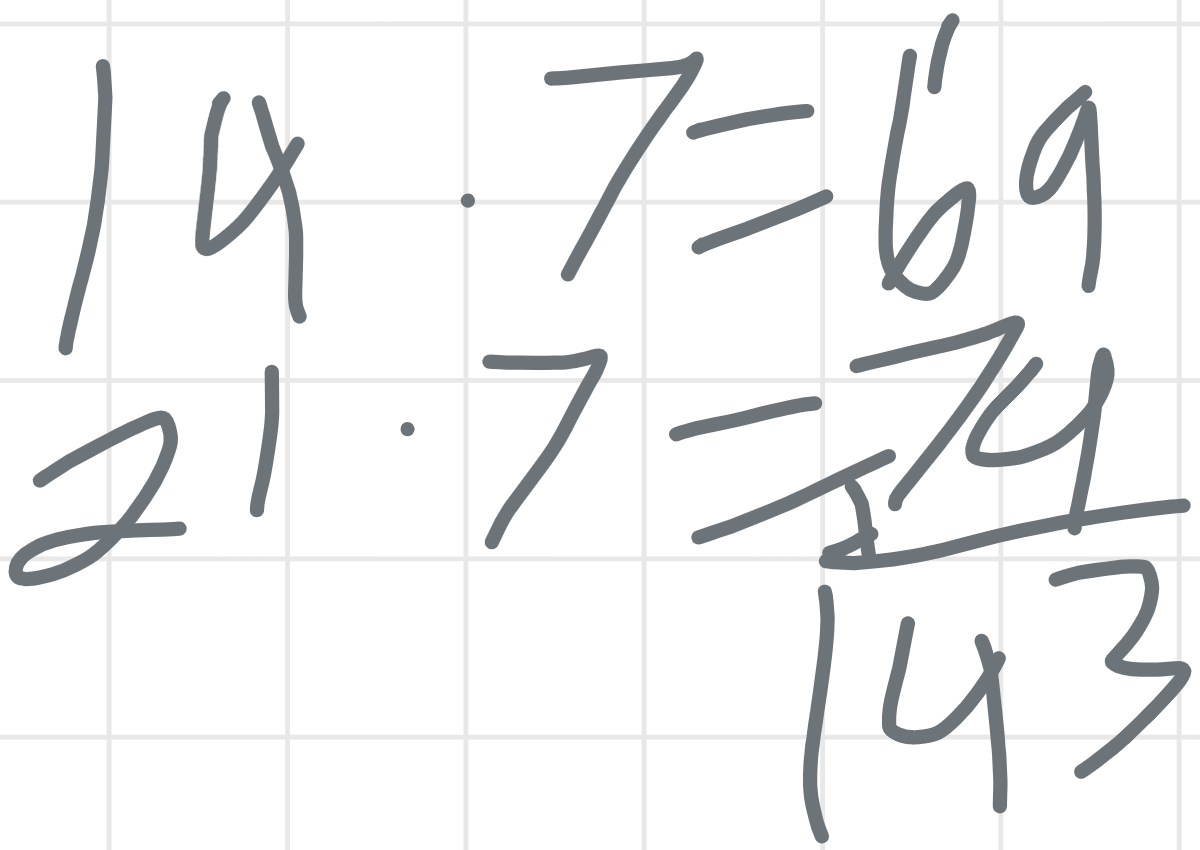 14 · 7 = 69
21 · 7 = 74
143